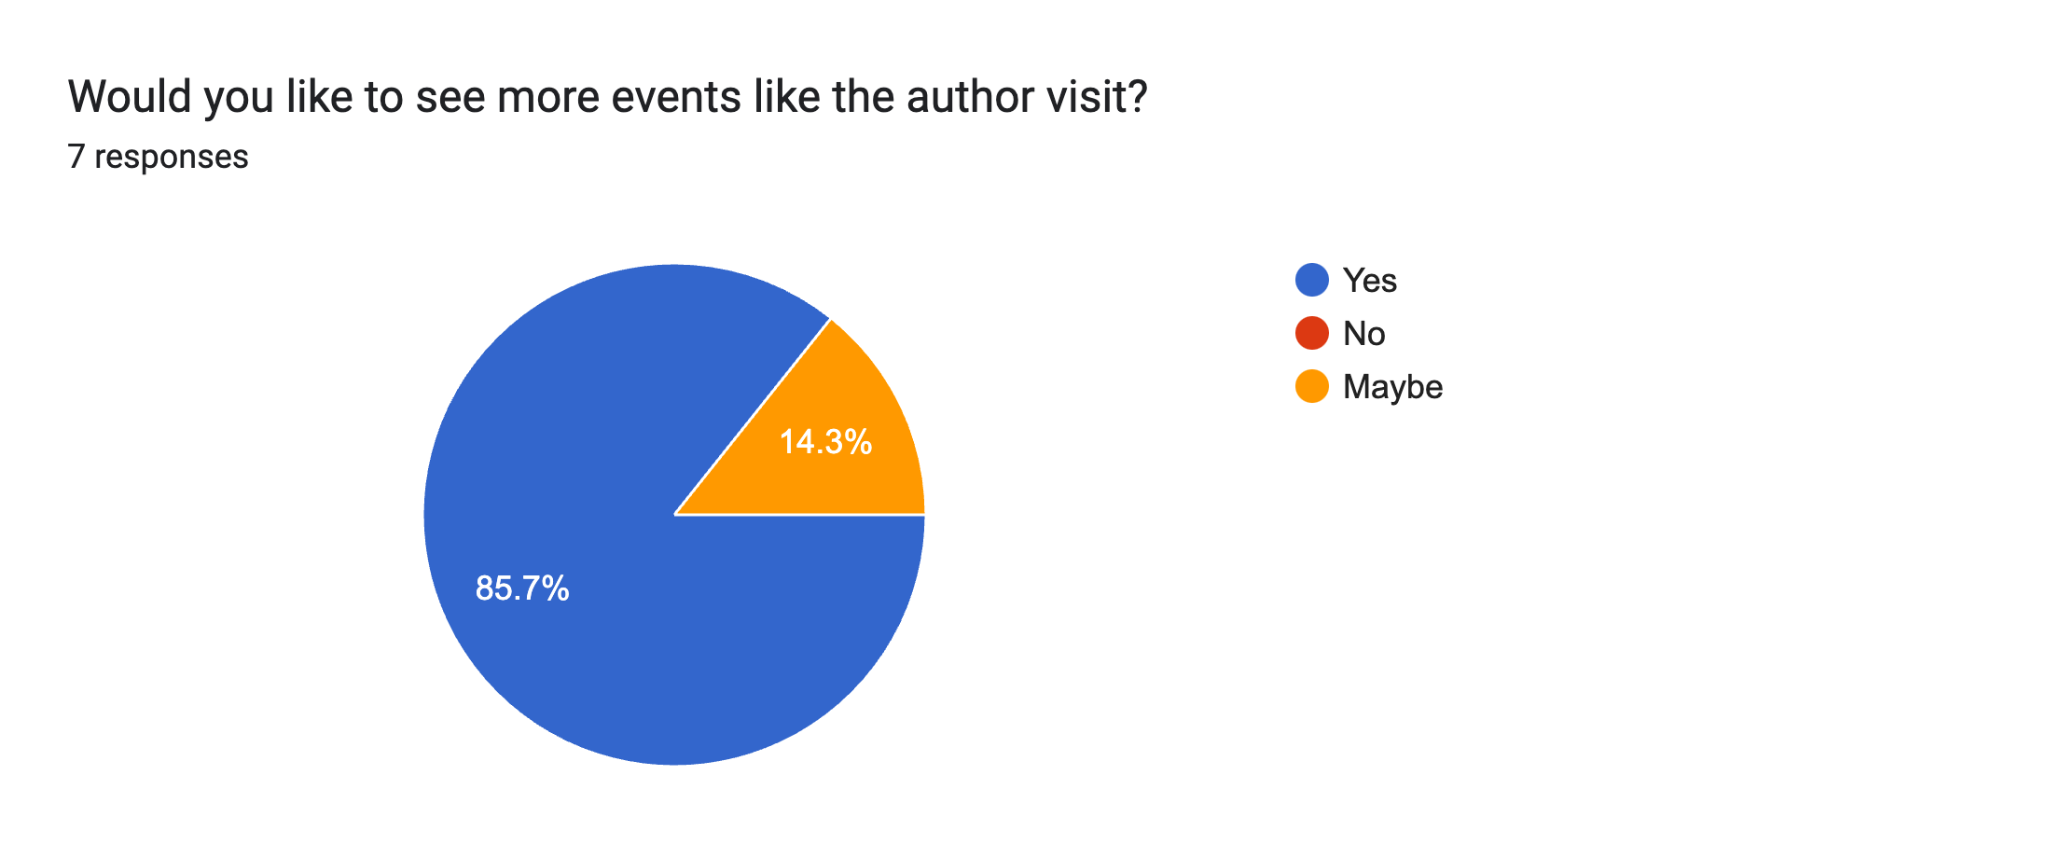 Would you like to see more events like the author visit?
7 responses
Yes
No
Maybe
14.3%
85.7%